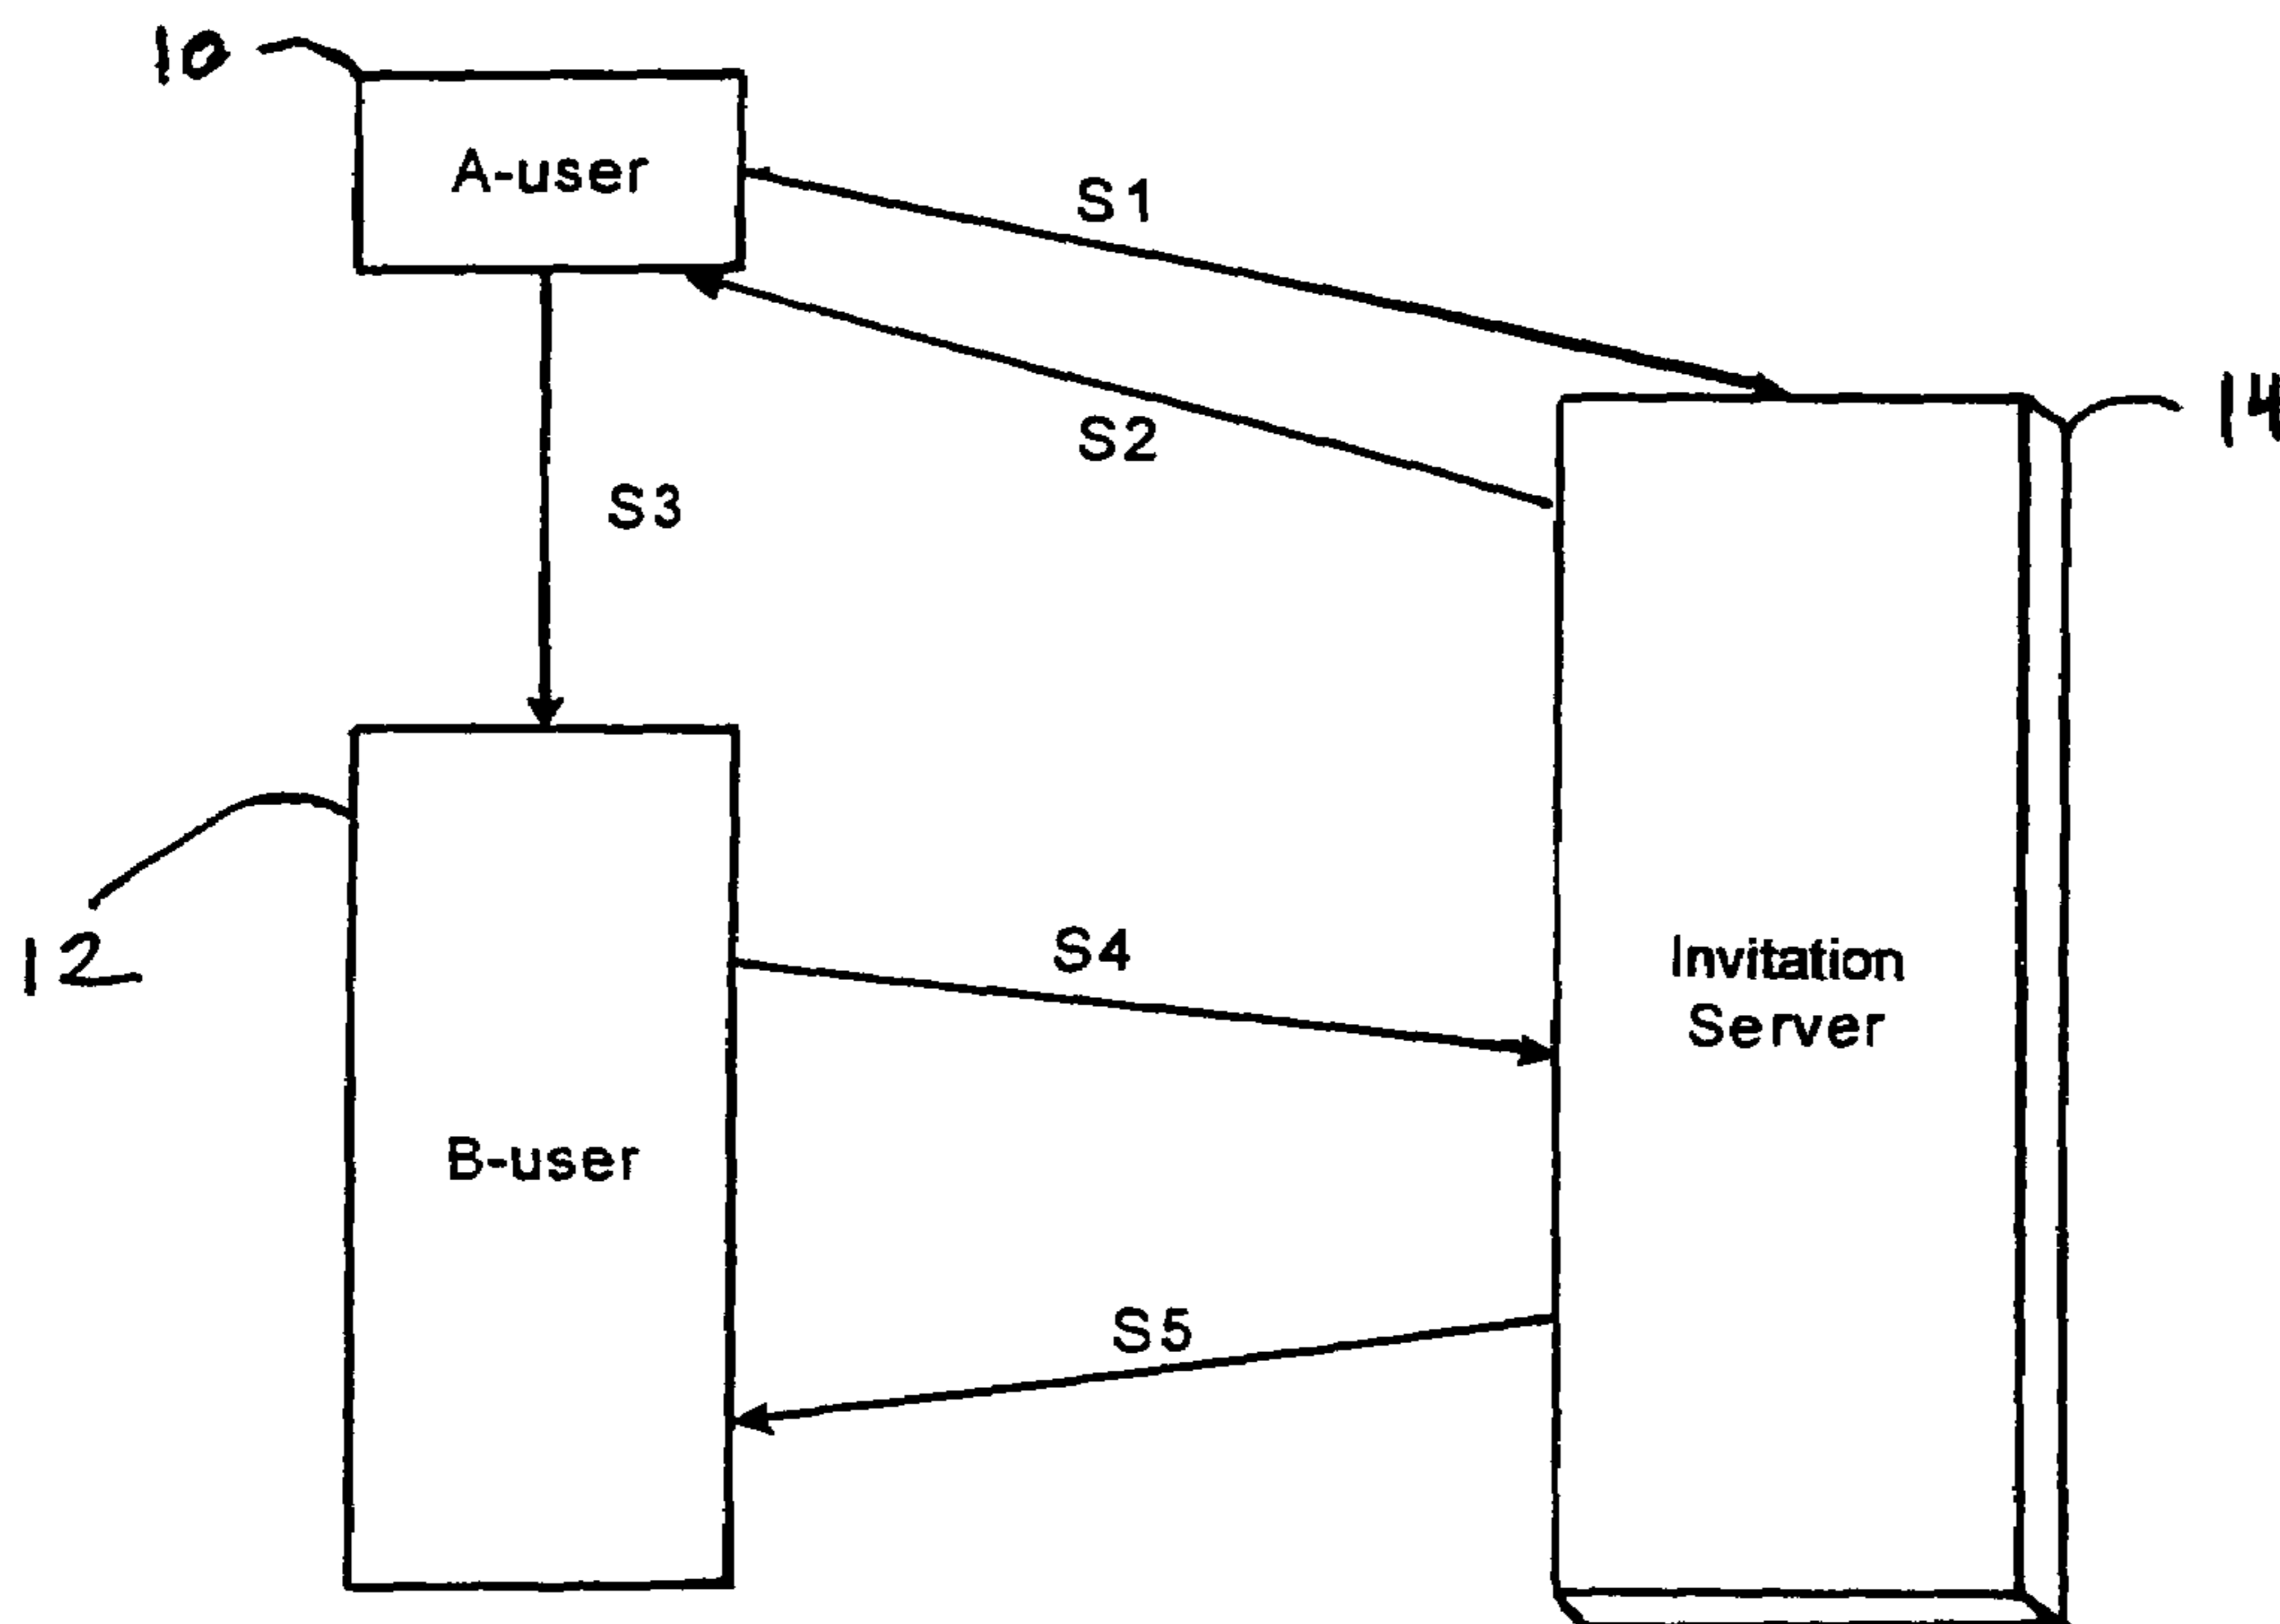 10
A-user
S1
14
S2
S3
12
S4
Invitation
Server
B-user
S5